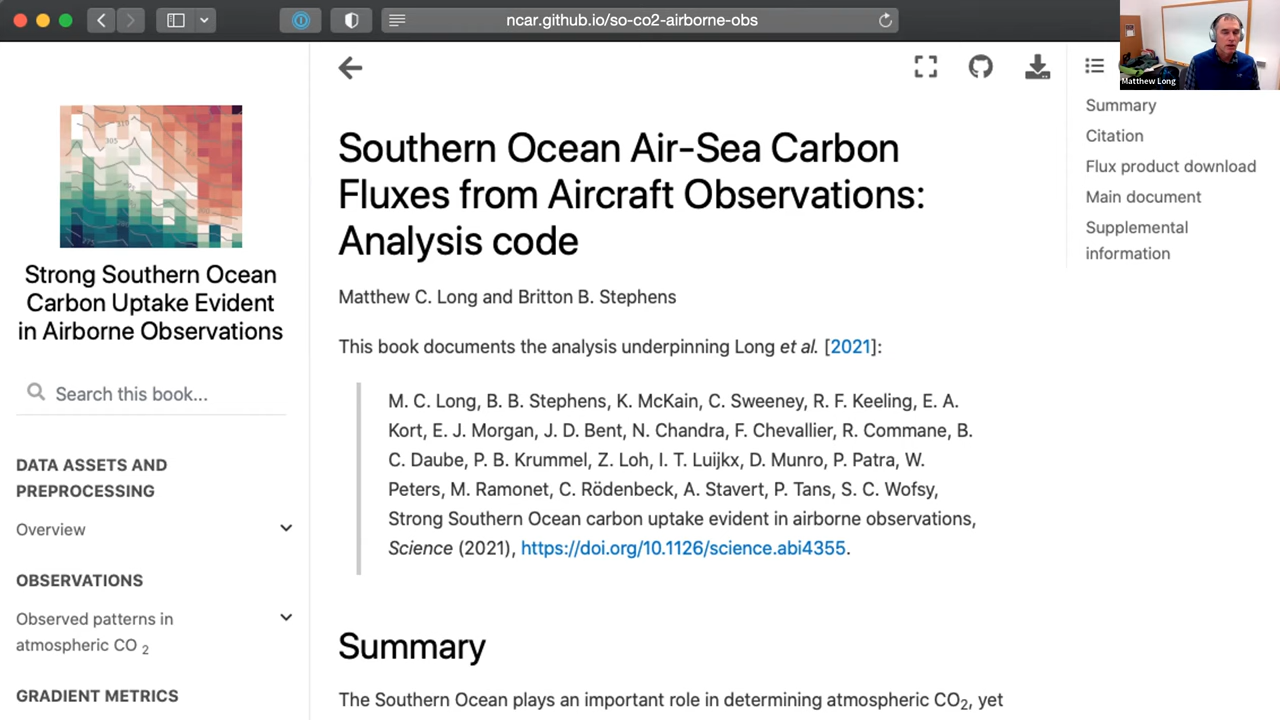 ncar.github.io/so-co2-airborne-obs
Matthew Long
Strong Southern Ocean
Carbon Uptake Evident
in Airborne Observations
Search this book...
DATA ASSETS AND
PREPROCESSING
Overview
OBSERVATIONS
Observed patterns in
atmospheric CO 2
GRADIENT METRICS
Southern Ocean Air-Sea Carbon
Fluxes from Aircraft Observations:
Analysis code
Matthew C. Long and Britton B. Stephens
This book documents the analysis underpinning Long et al. [2021]:
M. C. Long, B. B. Stephens, K. McKain, C. Sweeney, R. F. Keeling, E. A.
Kort, E. J. Morgan, J. D. Bent, N. Chandra, F. Chevallier, R. Commane, B.
C. Daube, P. B. Krummel, Z. Loh, I. T. Luijkx, D. Munro, P. Patra, W.
Peters, M. Ramonet, C. Rödenbeck, A. Stavert, P. Tans, S. C. Wofsy,
Strong Southern Ocean carbon uptake evident in airborne observations,
Science (2021), https://doi.org/10.1126/science.abi4355.
Summary
The Southern Ocean plays an important role in determining atmospheric CO2, yet
Summary
Citation
Flux product download
Main document
Supplemental
information